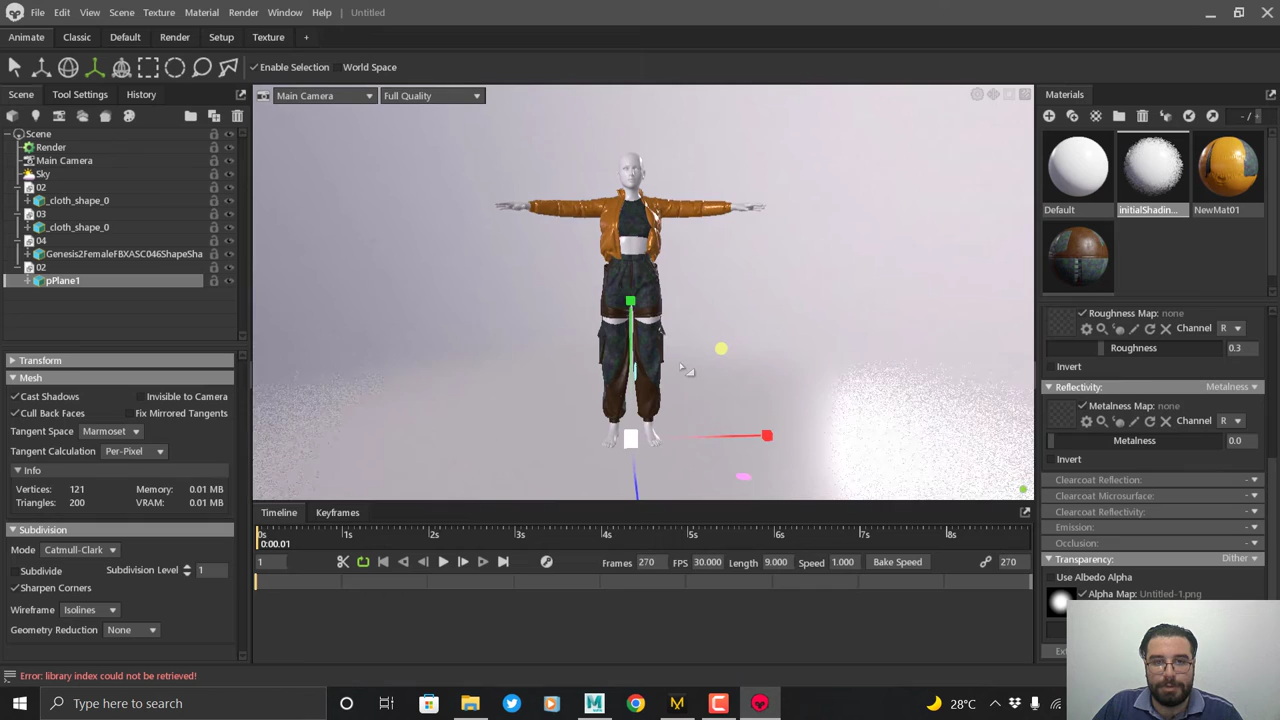 File Edit View Scene Texture Material Render Window Help Untitled
Animate Classic Default Render Setup Texture +
Enable Selection World Space
Scene Tool Settings History
Scene
Render
Main Camera
Sky
02
_cloth_shape_0
03
_cloth_shape_0
04
Genesis2FemaleFBXASC046ShapeSha
02
pPlane1
Transform
Mesh
Cast Shadows Invisible to Camera
Cull Back Faces Fix Mirrored Tangents
Tangent Space Marmoset
Tangent Calculation Per-Pixel
Info
Vertices: 121 Memory: 0.01 MB
Triangles: 200 VRAM: 0.01 MB
Subdivision
Mode Catmull-Clark
Subdivide Subdivision Level 1
Sharpen Corners
Wireframe Isolines
Geometry Reduction None
Error: library index could not be retrieved!
Main Camera Full Quality
Timeline Keyframes
0s 1s 2s 3s 4s 5s 6s 7s 8s
0:00.01
1 Frames 270 FPS 30.000 Length 9.000 Speed 1.000 Bake Speed 270
Materials
- /
Default initialShadin... NewMat01
Roughness Map: none
Channel R
Roughness 0.3
Invert
Reflectivity: Metalness
Metalness Map: none
Channel R
Metalness 0.0
Invert
Clearcoat Reflection: -
Clearcoat Microsurface: -
Clearcoat Reflectivity: -
Emission: -
Occlusion: -
Transparency: Dither
Use Albedo Alpha
Alpha Map: Untitled-1.png
Type here to search
28°C